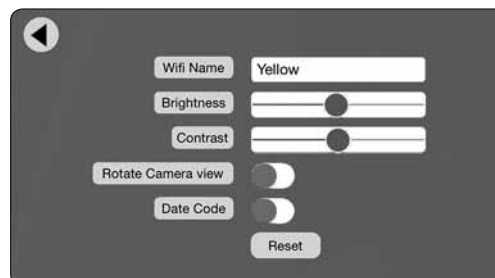 Wifi Name Yellow
Brightness
Contrast
Rotate Camera view
Date Code
Reset